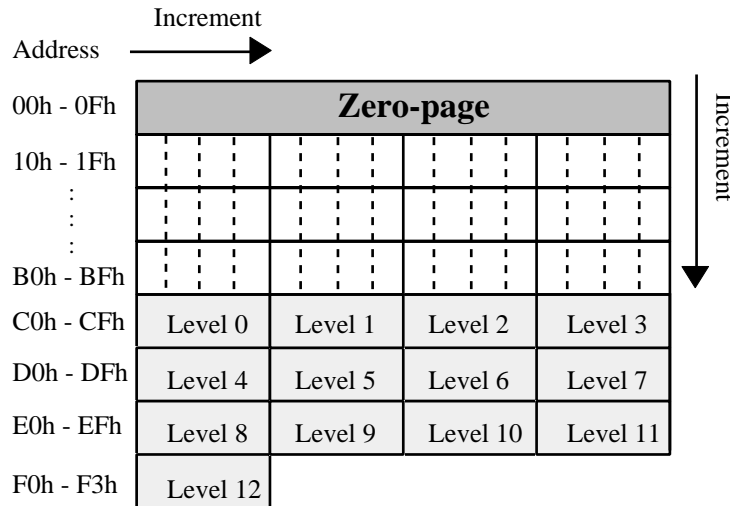 Increment
Address
00h - 0Fh
Zero-page
Increment
10h - 1Fh
:
:
:
B0h - BFh
C0h - CFh
Level 0
Level 1
Level 2
Level 3
D0h - DFh
Level 4
Level 5
Level 6
Level 7
E0h - EFh
Level 8
Level 9
Level 10
Level 11
F0h - F3h
Level 12